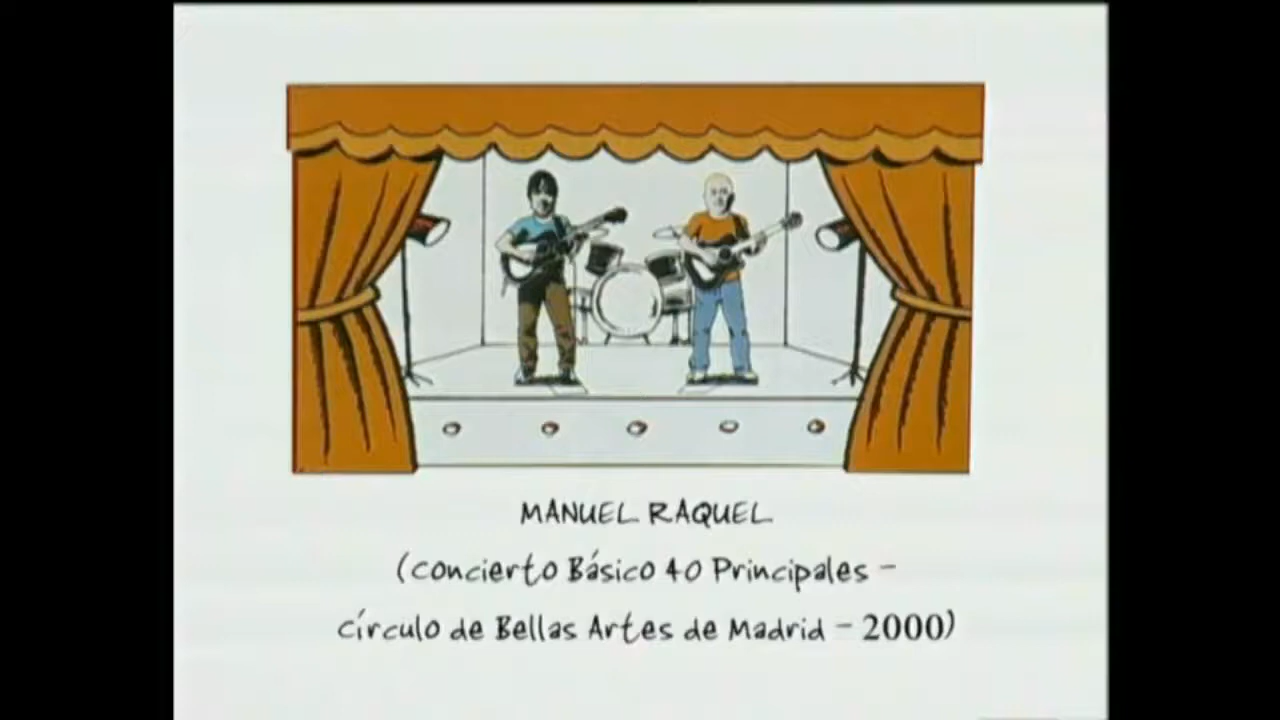 MANUEL RAQUEL
(concierto Básico 40 Principales -
círculo de Bellas Artes de Madrid - 2000)